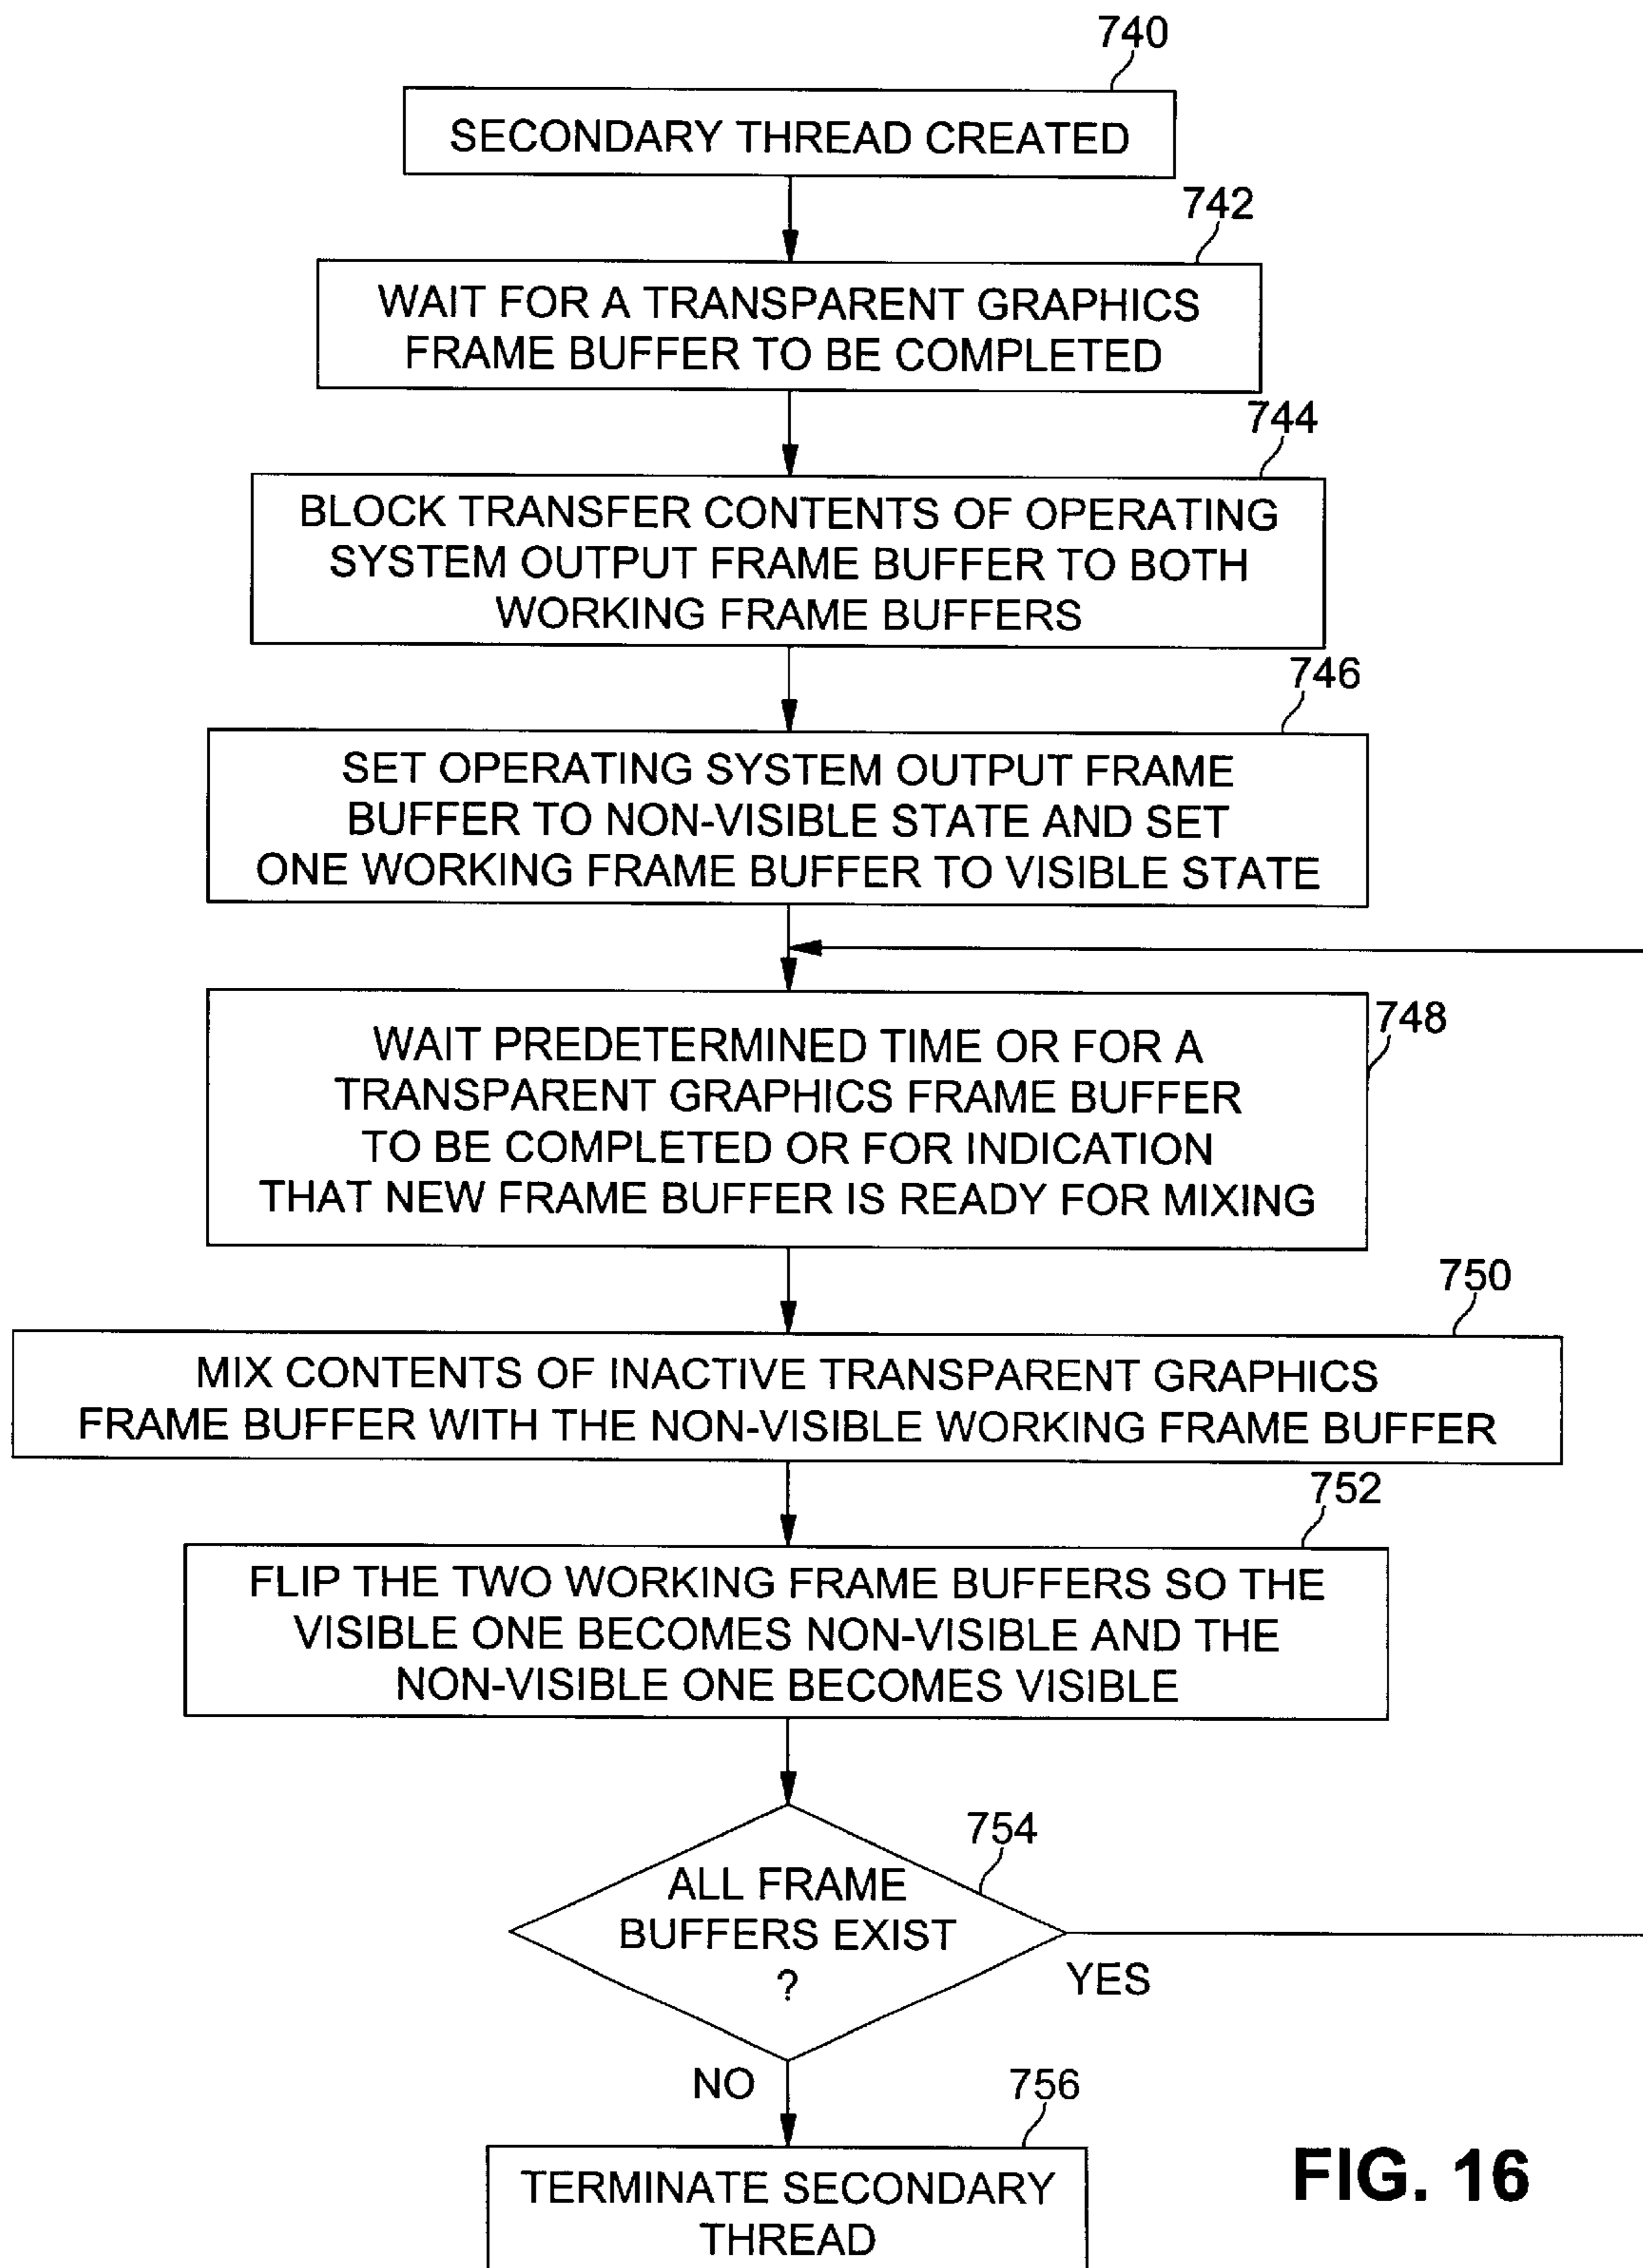 740
SECONDARY THREAD CREATED
742
WAIT FOR A TRANSPARENT GRAPHICS
FRAME BUFFER TO BE COMPLETED
744
BLOCK TRANSFER CONTENTS OF OPERATING
SYSTEM OUTPUT FRAME BUFFER TO BOTH
WORKING FRAME BUFFERS
746
SET OPERATING SYSTEM OUTPUT FRAME
BUFFER TO NON-VISIBLE STATE AND SET
ONE WORKING FRAME BUFFER TO VISIBLE STATE
748
WAIT PREDETERMINED TIME OR FOR A
TRANSPARENT GRAPHICS FRAME BUFFER
TO BE COMPLETED OR FOR INDICATION
THAT NEW FRAME BUFFER IS READY FOR MIXING
750
MIX CONTENTS OF INACTIVE TRANSPARENT GRAPHICS
FRAME BUFFER WITH THE NON-VISIBLE WORKING FRAME BUFFER
752
FLIP THE TWO WORKING FRAME BUFFERS SO THE
VISIBLE ONE BECOMES NON-VISIBLE AND THE
NON-VISIBLE ONE BECOMES VISIBLE
754
ALL FRAME
BUFFERS EXIST
?
YES
NO
756
TERMINATE SECONDARY
THREAD
FIG. 16